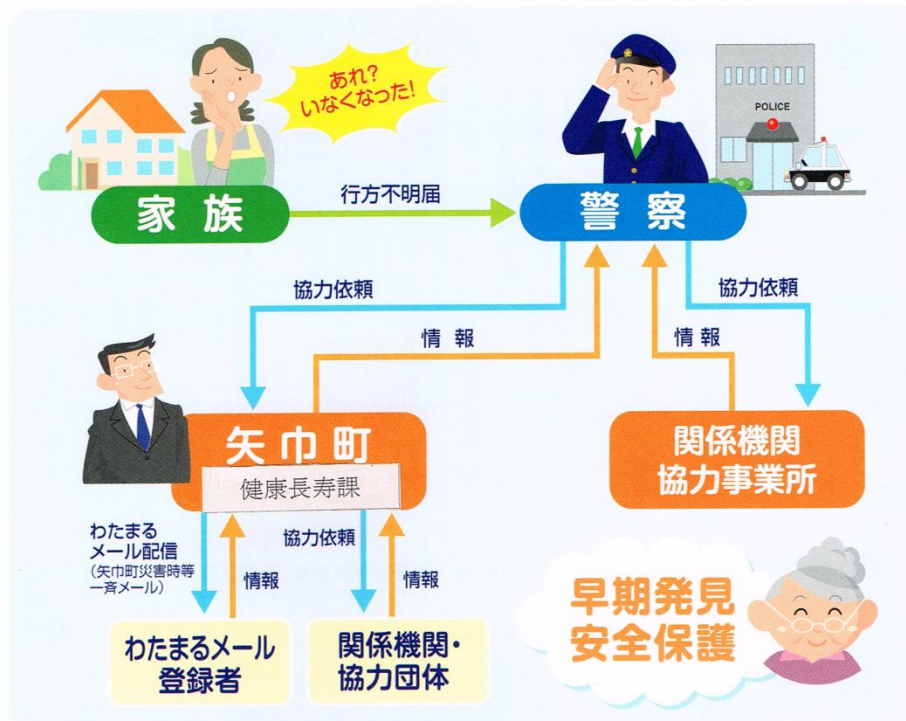 あれ?
いなくなった!
POLICE
家族
行方不明届
警察
協力依頼
協力依頼
情報
情報
矢巾町
健康長寿課
関係機関
協力事業所
わたまる
メール配信
(矢巾町災害時等
一斉メール)
情報
協力依頼
情報
わたまるメール
登録者
関係機関・
協力団体
早期発見
安全保護